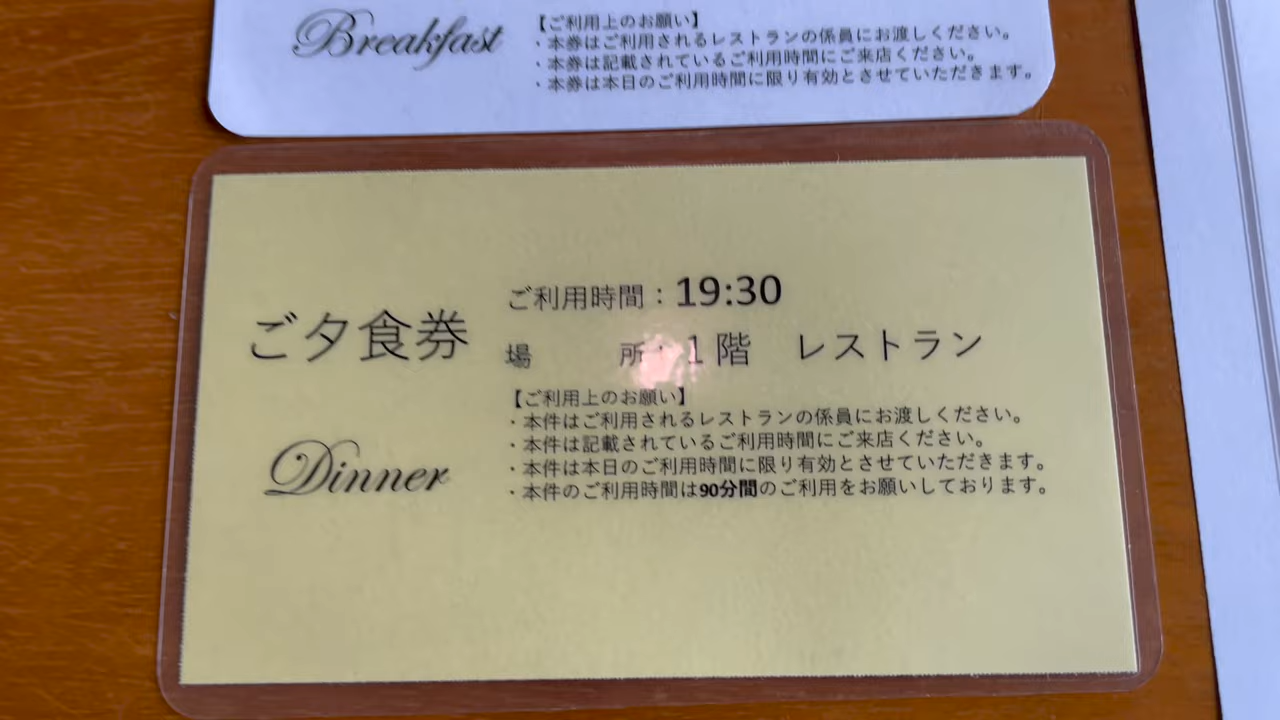 Breakfast
【ご利用上のお願い】
・本券はご利用されるレストランの係員にお渡しください。
・本券は記載されているご利用時間にご来店ください。
・本券は本日のご利用時間に限り有効とさせていただきます。
ご夕食券
Dinner
ご利用時間：19:30
場　　所：1階　レストラン
【ご利用上のお願い】
・本件はご利用されるレストランの係員にお渡しください。
・本件は記載されているご利用時間にご来店ください。
・本件は本日のご利用時間に限り有効とさせていただきます。
・本件のご利用時間は90分間のご利用をお願いしております。